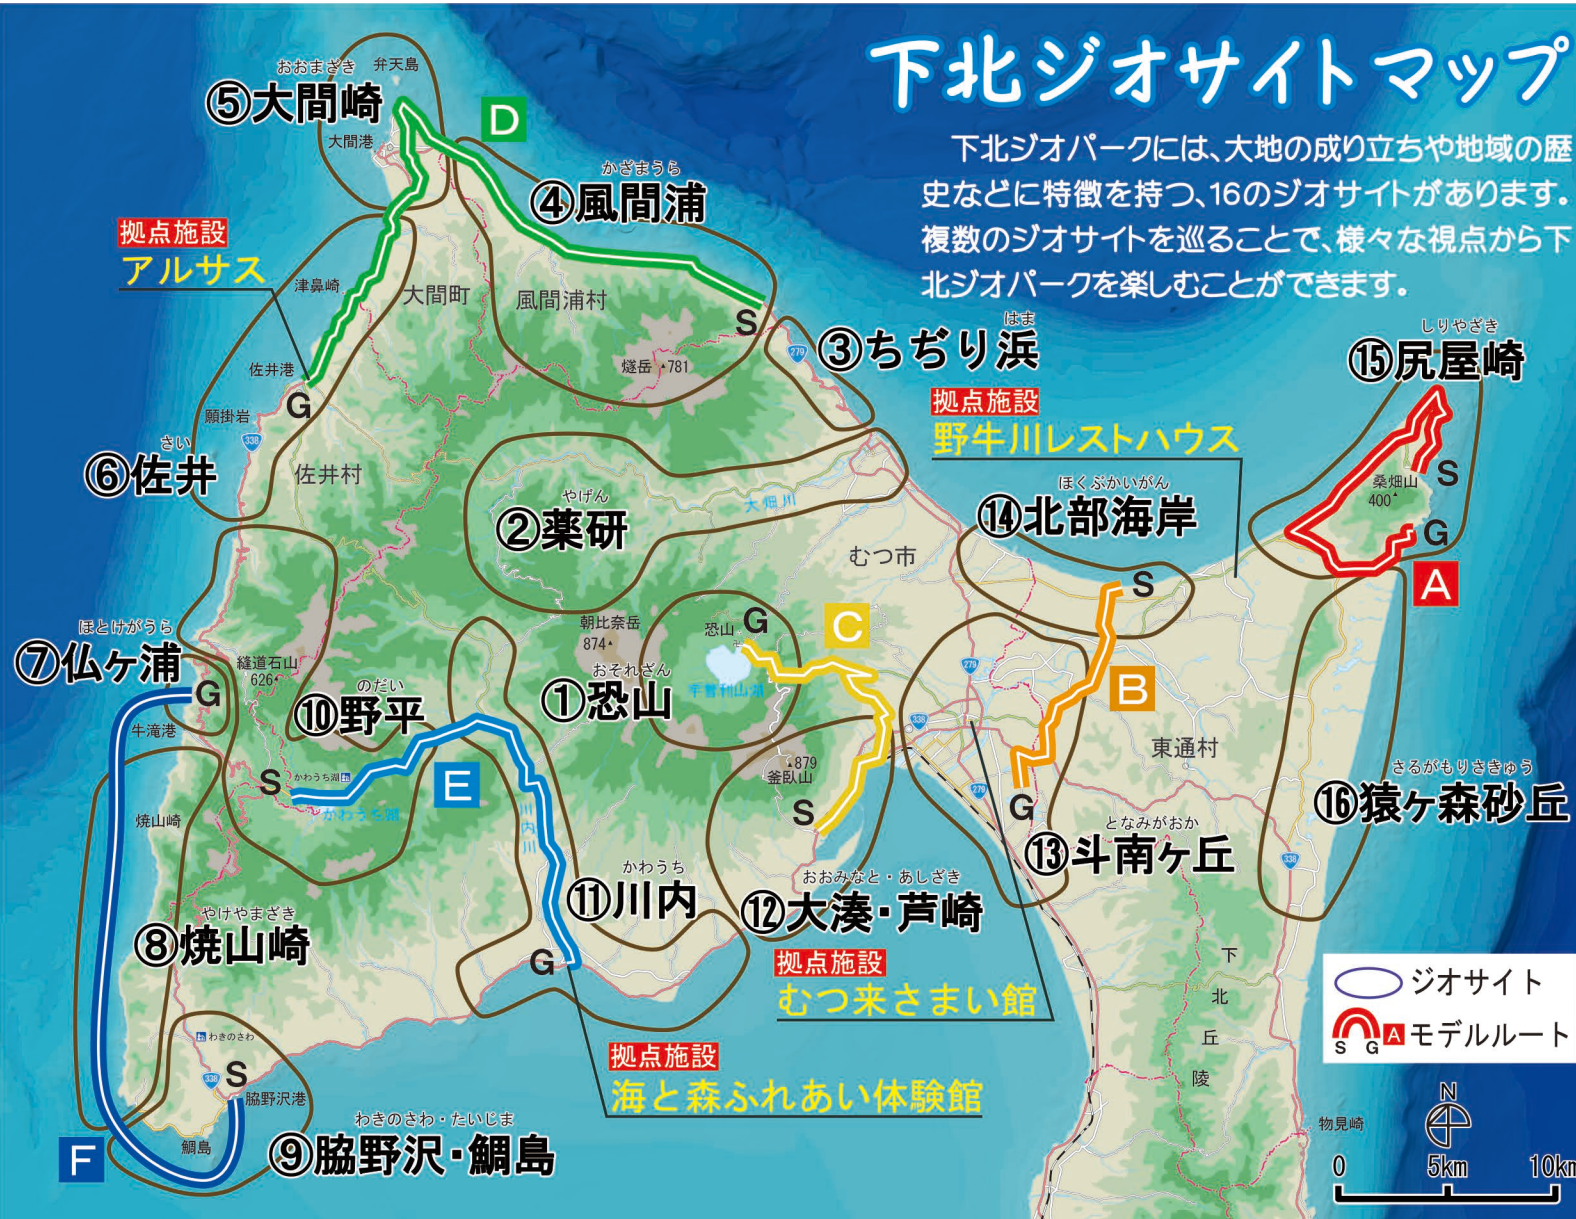 下北ジオサイトマップ
下北ジオパークには、大地の成り立ちや地域の歴
史などに特徴を持つ、16のジオサイトがあります。
複数のジオサイトを巡ることで、様々な視点から下
北ジオパークを楽しむことができます。
おおまざき
⑤大間崎
弁天島
大間港
D
かざまうら
④風間浦
拠点施設
アルサス
津鼻崎
大間町
風間浦村
S
燧岳 ▲781
279
はま
③ちぢり浜
佐井港
G
願掛岩
338
さい
⑥佐井
佐井村
拠点施設
野牛川レストハウス
しりやざき
⑮尻屋崎
桑畑山
400▲
S
G
A
やげん
②薬研
大畑川
むつ市
ほくぶかいがん
⑭北部海岸
S
朝比奈岳
874▲
恐山
G
C
おそれざん
①恐山
宇曽利山湖
279
B
ほとけがうら
⑦仏ヶ浦
G
牛滝港
縫道石山
626▲
のだい
⑩野平
S
かわうち湖
かわうち湖
E
川内川
338
▲879
釜臥山
S
279
G
東通村
となみがおか
⑬斗南ヶ丘
さるがもりさきゅう
⑯猿ヶ森砂丘
338
焼山崎
やけやまざき
⑧焼山崎
かわうち
⑪川内
G
おおみなと・あしざき
⑫大湊・芦崎
拠点施設
むつ来さまい館
拠点施設
海と森ふれあい体験館
わきのさわ
338
S
脇野沢港
鯛島
F
わきのさわ・たいじま
⑨脇野沢・鯛島
下北丘陵
物見崎
ジオサイト
S G A モデルルート
N
0 5km 10km